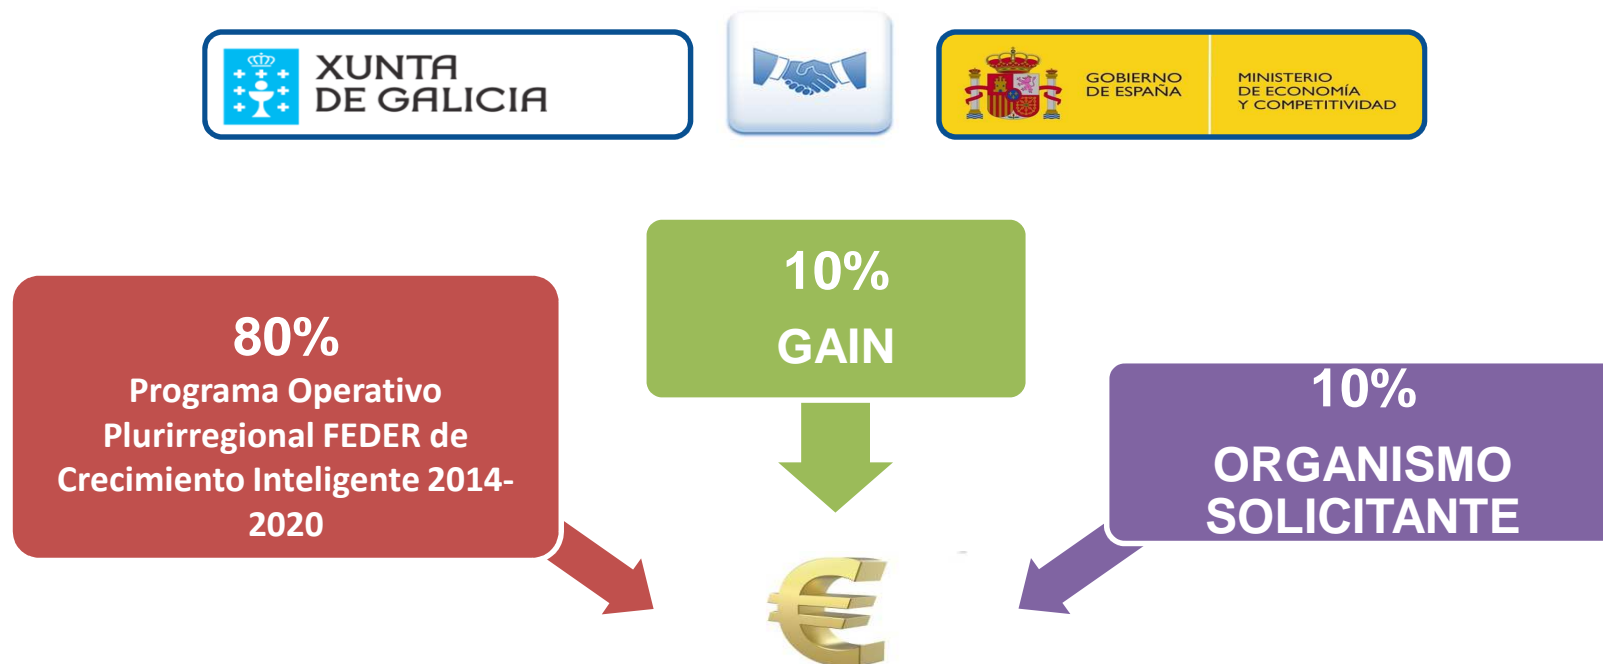 XUNTA
DE GALICIA
GOBIERNO
DE ESPAÑA
MINISTERIO
DE ECONOMÍA
Y COMPETITIVIDAD
10%
GAIN
80%
Programa Operativo
Plurirregional FEDER de
Crecimiento Inteligente 2014-
2020
10%
ORGANISMO
SOLICITANTE
€